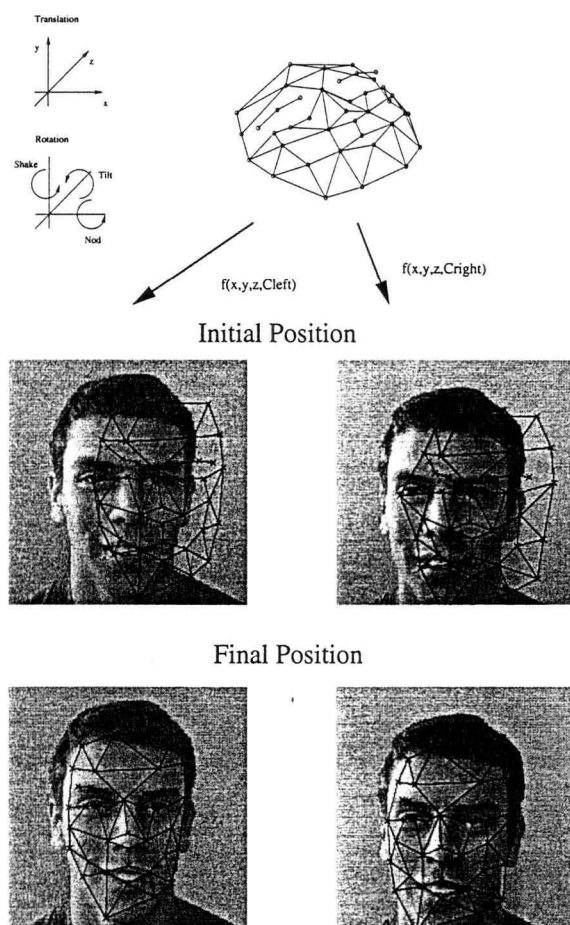 Translation
y
z
x
Rotation
Shake
Tilt
Nod
f(x,y,z,Cleft)
f(x,y,z,Cright)
Initial Position
Final Position